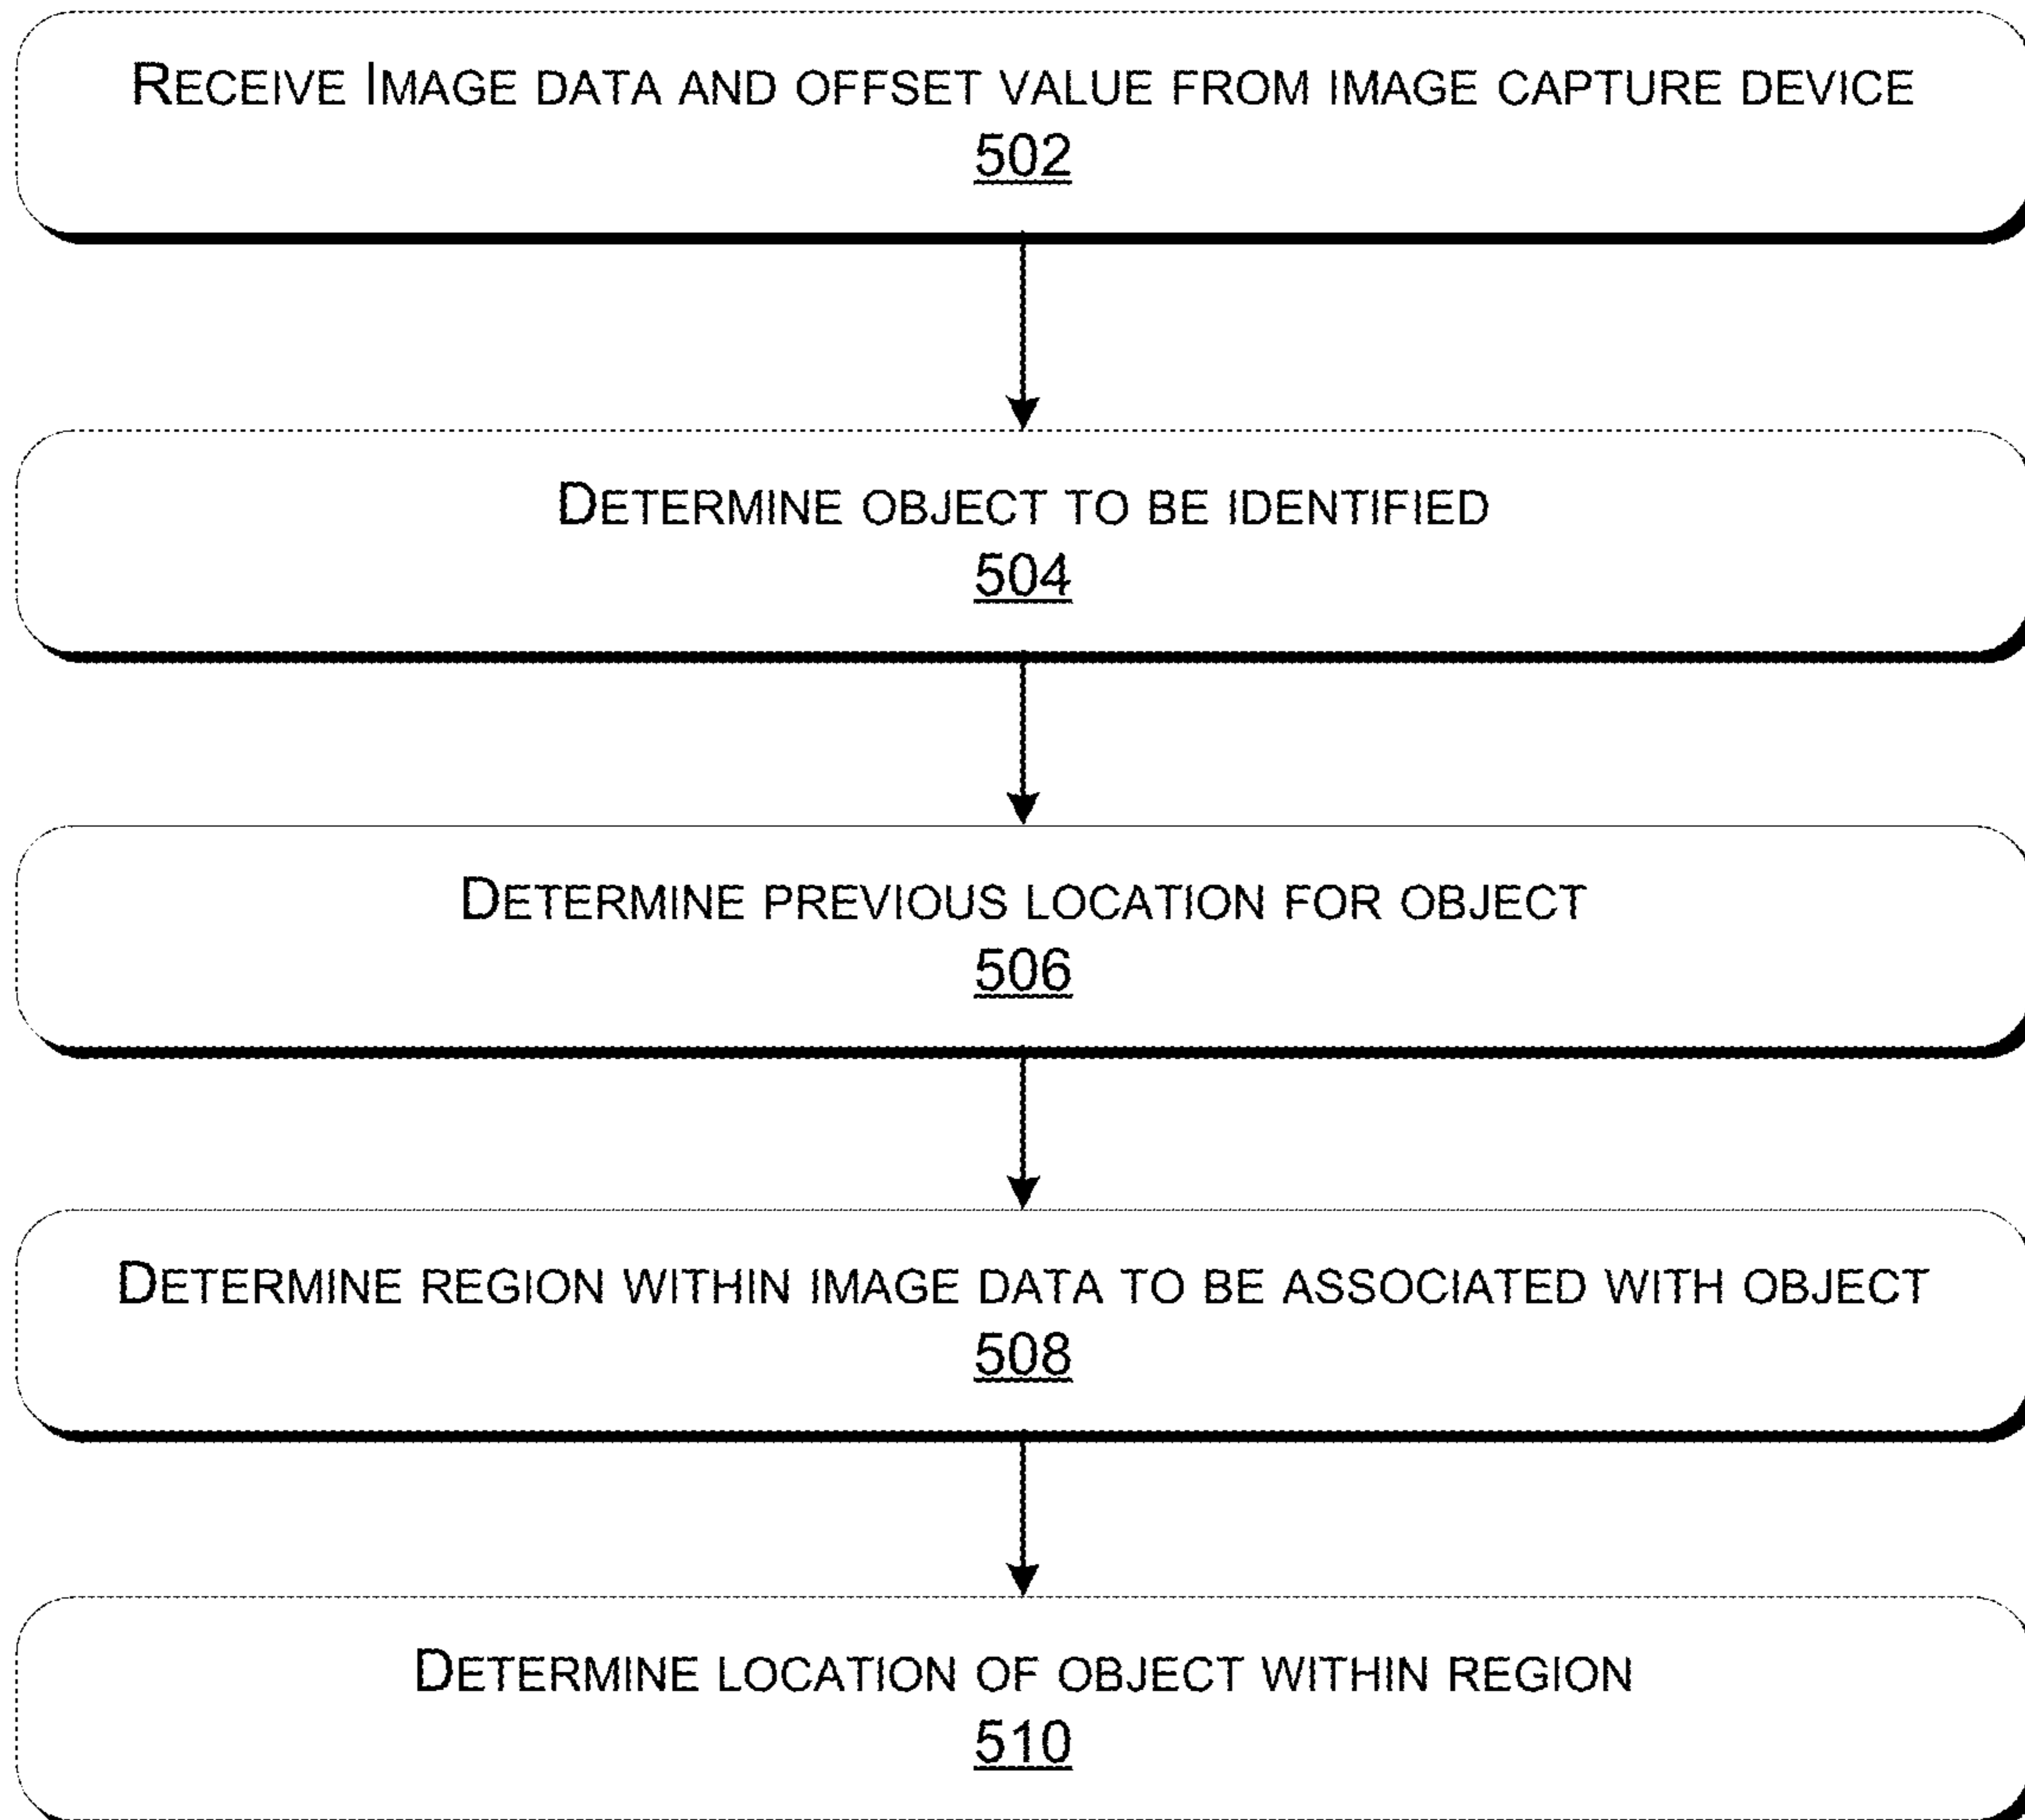 RECEIVE IMAGE DATA AND OFFSET VALUE FROM IMAGE CAPTURE DEVICE
502
DETERMINE OBJECT TO BE IDENTIFIED
504
DETERMINE PREVIOUS LOCATION FOR OBJECT
506
DETERMINE REGION WITHIN IMAGE DATA TO BE ASSOCIATED WITH OBJECT
508
DETERMINE LOCATION OF OBJECT WITHIN REGION
510